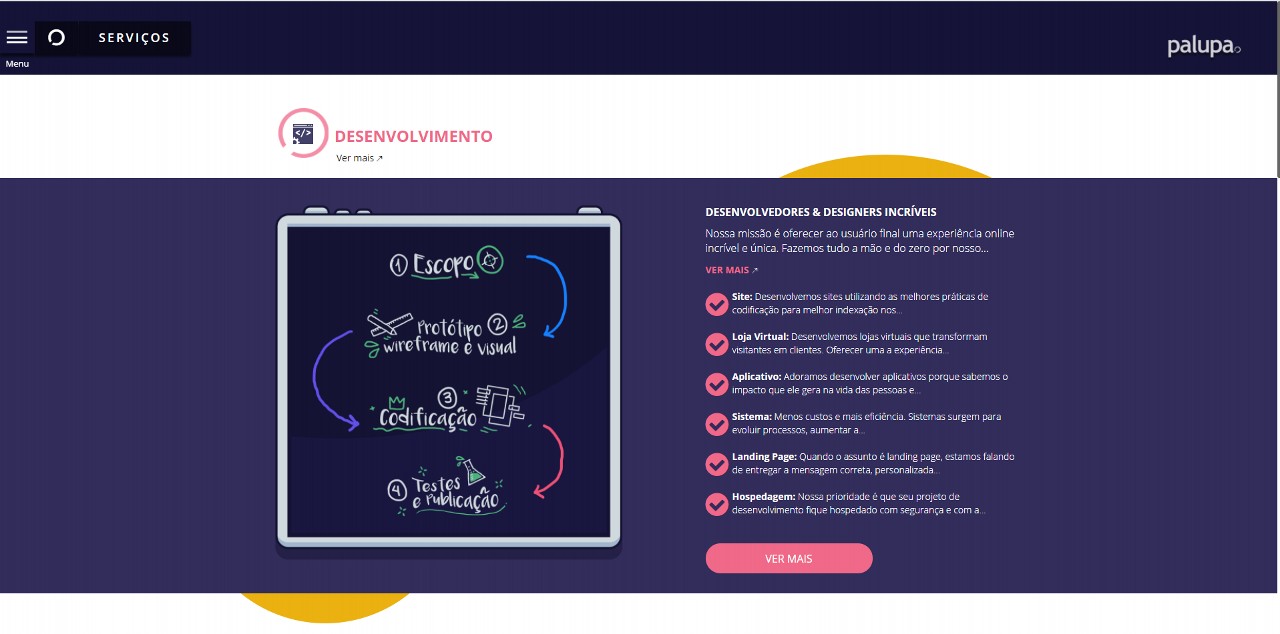 SERVIÇOS
Menu
palupa
DESENVOLVIMENTO
Ver mais ↗
1 Escopo
2 Protótipo
wireframe e visual
3
Codificação
4 Testes
e Publicação
DESENVOLVEDORES & DESIGNERS INCRÍVEIS
Nossa missão é oferecer ao usuário final uma experiência online
incrível e única. Fazemos tudo a mão e do zero por nosso...
VER MAIS ↗
Site: Desenvolvemos sites utilizando as melhores práticas de
codificação para melhor indexação nos...
Loja Virtual: Desenvolvemos lojas virtuais que transformam
visitantes em clientes. Oferecer uma a experiência...
Aplicativo: Adoramos desenvolver aplicativos porque sabemos o
impacto que ele gera na vida das pessoas e...
Sistema: Menos custos e mais eficiência. Sistemas surgem para
evoluir processos, aumentar a...
Landing Page: Quando o assunto é landing page, estamos falando
de entregar a mensagem correta, personalizada...
Hospedagem: Nossa prioridade é que seu projeto de
desenvolvimento fique hospedado com segurança e com a...
VER MAIS